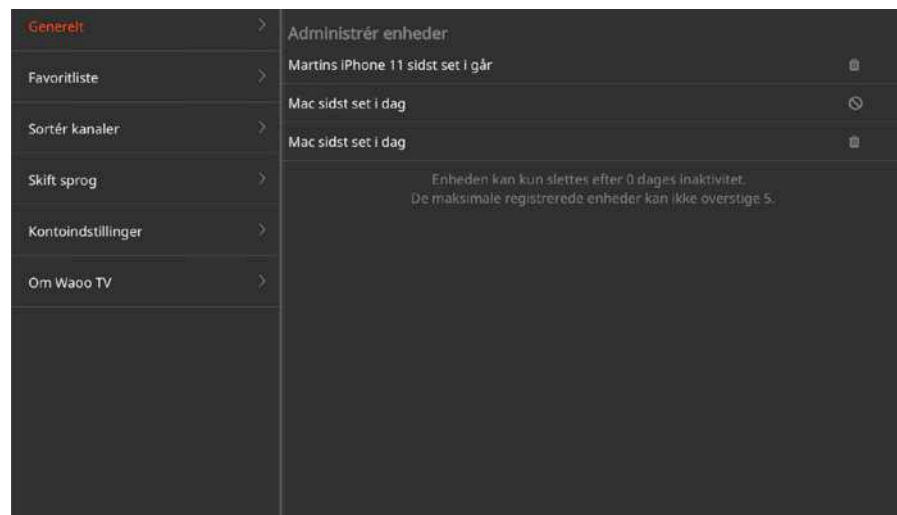 Generelt
Favoritliste
Sortér kanaler
Skift sprog
Kontoindstillinger
Om Waoo TV
Administrér enheder
Martins iPhone 11 sidst set i går
Mac sidst set i dag
Mac sidst set i dag
Enheden kan kun slettes efter 0 dages inaktivitet.
De maksimale registrerede enheder kan ikke overstige 5.